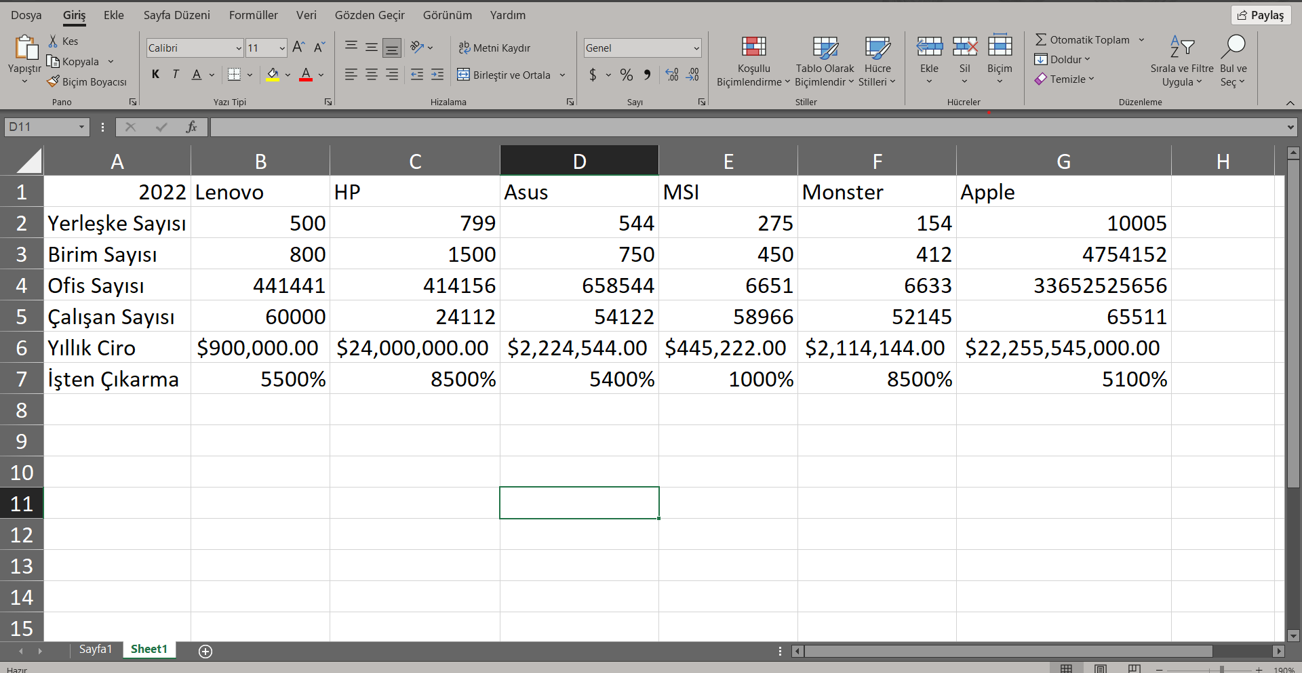 Dosya Giriş Ekle Sayfa Düzeni Formüller Veri Gözden Geçir Görünüm Yardım Paylaş
Yapıştır
Kes
Kopyala
Biçim Boyacısı
Pano
Calibri 11 A A
K T A A
Yazı Tipi
Metni Kaydır
Birleştir ve Ortala
Hizalama
Genel
$ % ,
Sayı
Koşullu
Biçimlendirme
Tablo Olarak
Biçimlendir
Hücre
Stilleri
Stiller
Ekle Sil Biçim
Hücreler
Otomatik Toplam
Doldur
Temizle
Sırala ve Filtre
Uygula
Bul ve
Seç
Düzenleme
D11 fx
A B C D E F G H
1 2022 Lenovo HP Asus MSI Monster Apple
2 Yerleşke Sayısı 500 799 544 275 154 10005
3 Birim Sayısı 800 1500 750 450 412 4754152
4 Ofis Sayısı 441441 414156 658544 6651 6633 33652525656
5 Çalışan Sayısı 60000 24112 54122 58966 52145 65511
6 Yıllık Ciro $900,000.00 $24,000,000.00 $2,224,544.00 $445,222.00 $2,114,144.00 $22,255,545,000.00
7 İşten Çıkarma 5500% 8500% 5400% 1000% 8500% 5100%
8
9
10
11
12
13
14
15
Sayfa1 Sheet1
Hazır 190%